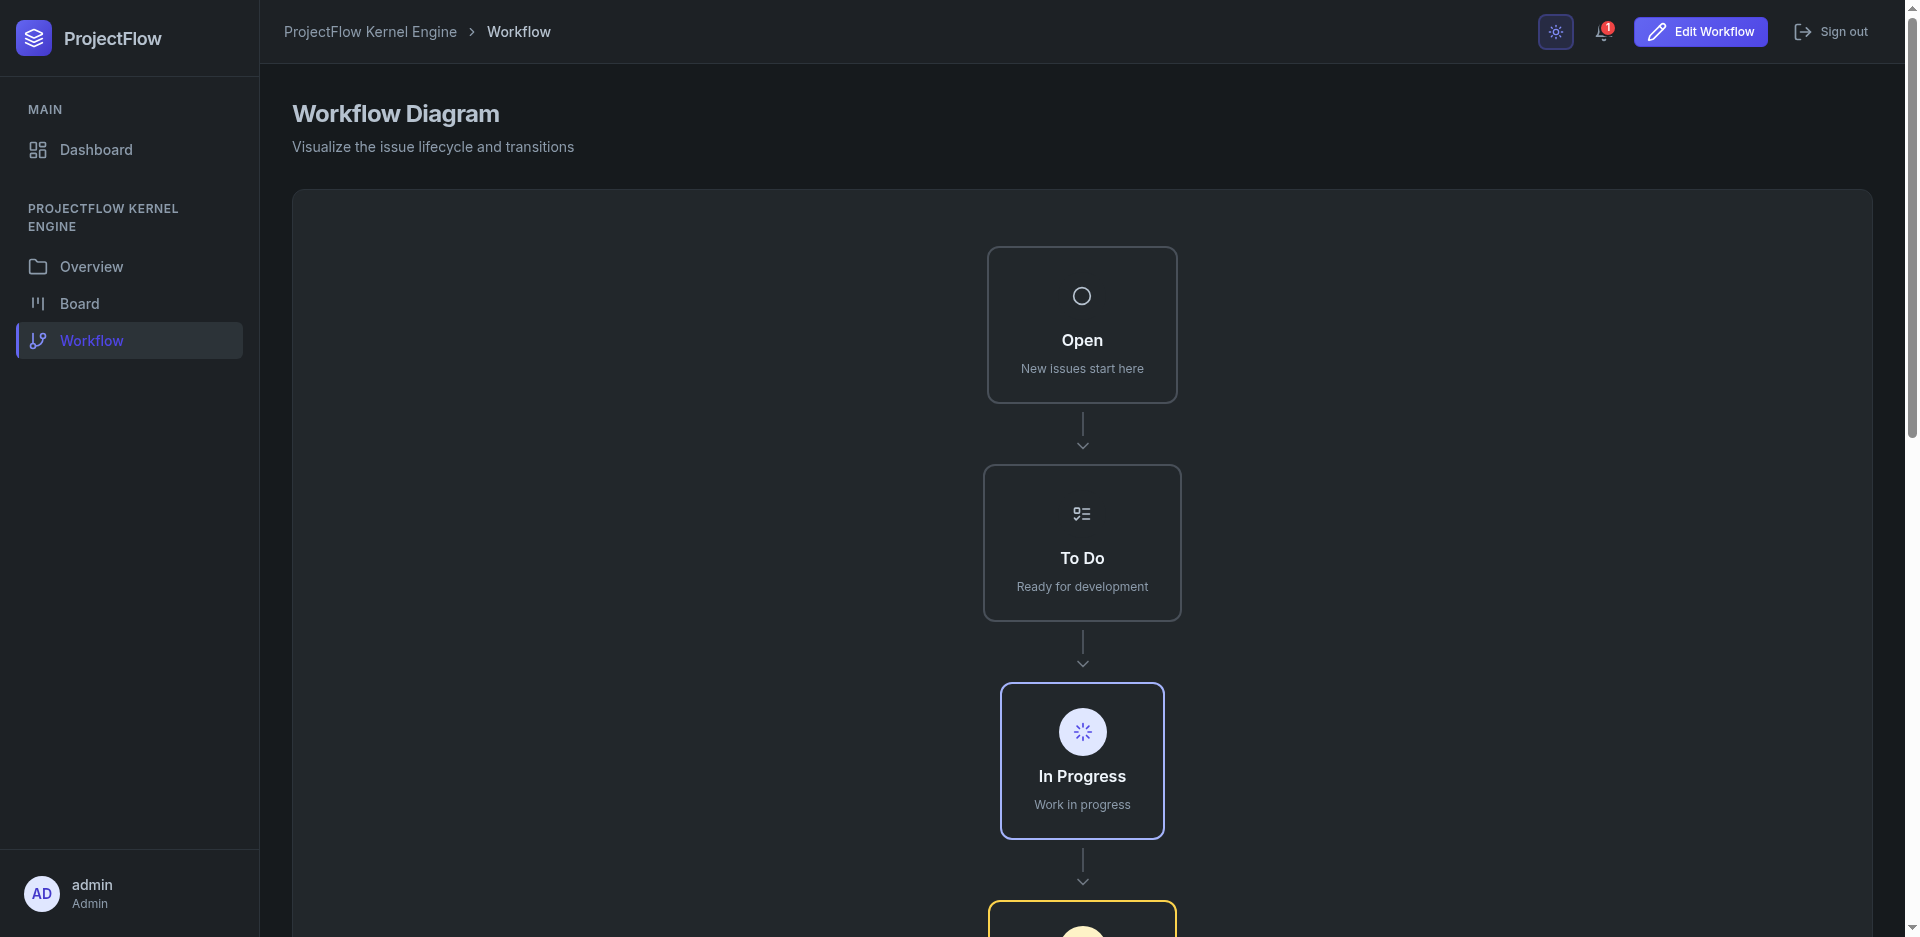 ProjectFlow
MAIN
Dashboard
PROJECTFLOW KERNEL
ENGINE
Overview
Board
Workflow
AD
admin
Admin
ProjectFlow Kernel Engine
Workflow
1
Edit Workflow
Sign out
Workflow Diagram
Visualize the issue lifecycle and transitions
Open
New issues start here
To Do
Ready for development
In Progress
Work in progress